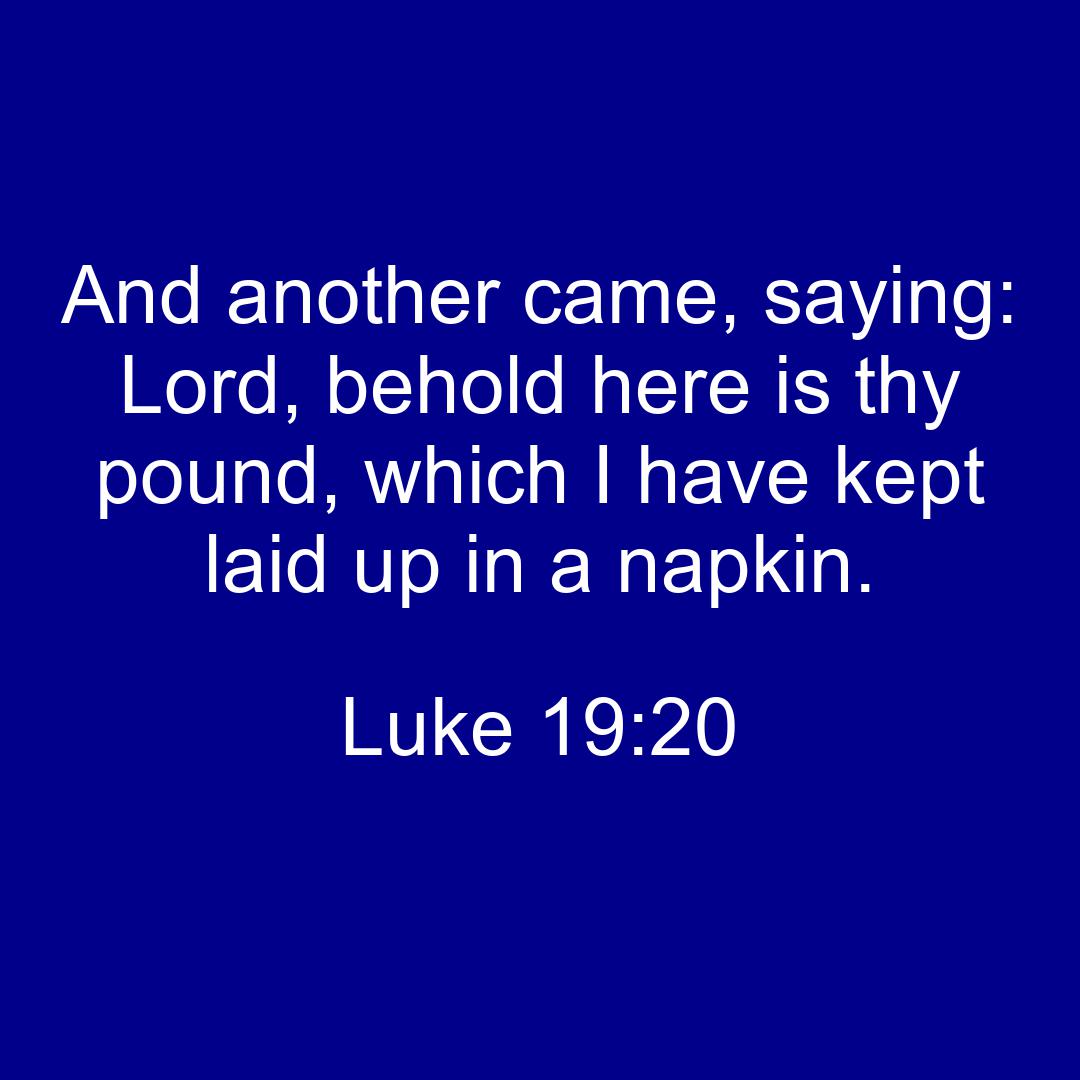 And another came, saying:
Lord, behold here is thy
pound, which I have kept
laid up in a napkin.
Luke 19:20